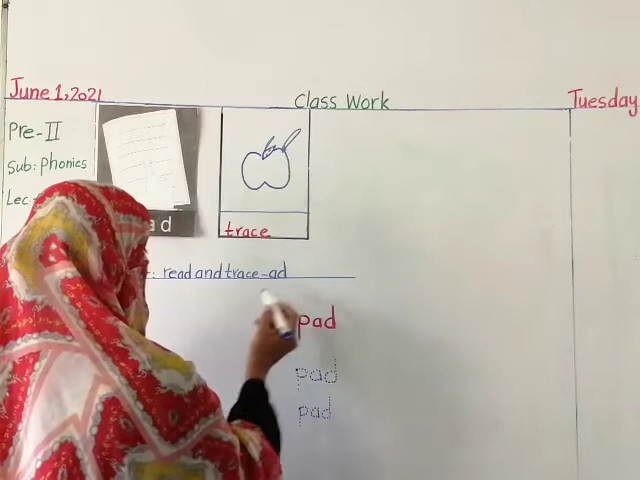 June 1, 2021
Class Work
Tuesday
Pre-II
Sub: Phonics
Lec
ad
trace
: read and trace -ad
pad
pad
pad